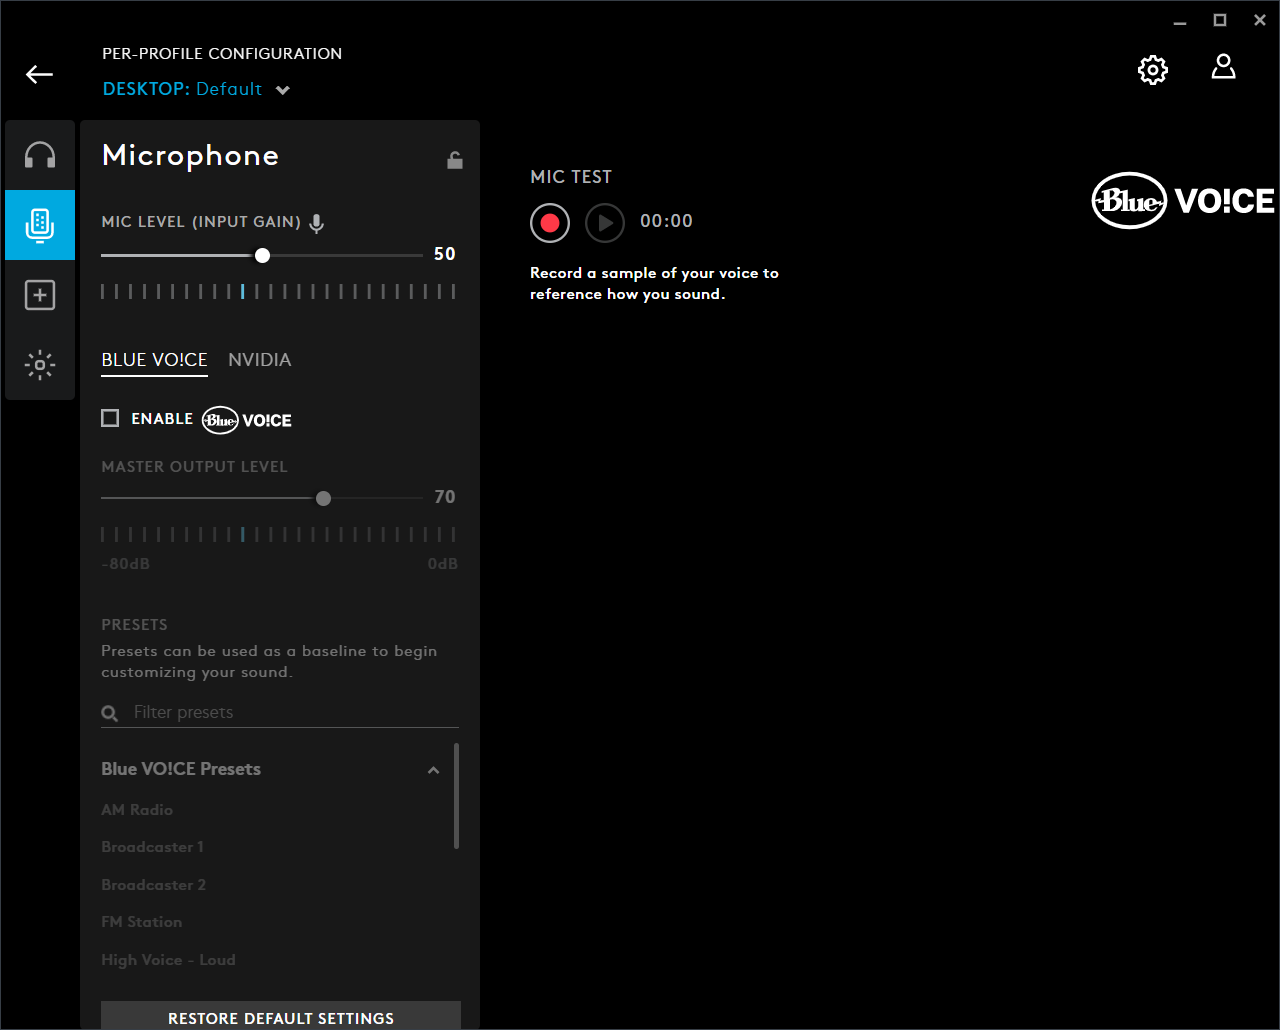 PER-PROFILE CONFIGURATION
DESKTOP: Default
Microphone
MIC LEVEL (INPUT GAIN)
50
BLUE VO!CE NVIDIA
ENABLE Blue VO!CE
MASTER OUTPUT LEVEL
70
-80dB 0dB
PRESETS
Presets can be used as a baseline to begin
customizing your sound.
Filter presets
Blue VO!CE Presets
AM Radio
Broadcaster 1
Broadcaster 2
FM Station
High Voice - Loud
RESTORE DEFAULT SETTINGS
MIC TEST
00:00
Record a sample of your voice to
reference how you sound.
Blue VO!CE